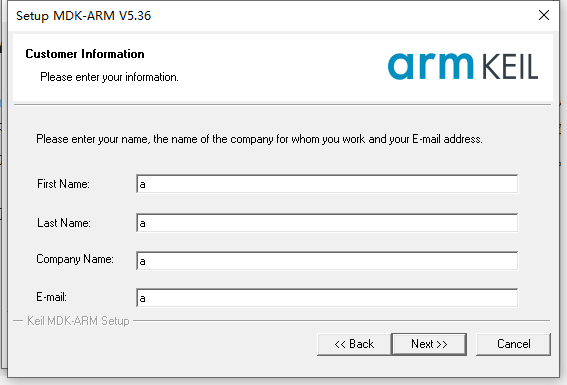 Setup MDK-ARM V5.36
Customer Information
Please enter your information.
arm KEIL
Please enter your name, the name of the company for whom you work and your E-mail address.
First Name: a
Last Name: a
Company Name: a
E-mail: a
Keil MDK-ARM Setup
<< Back Next >> Cancel